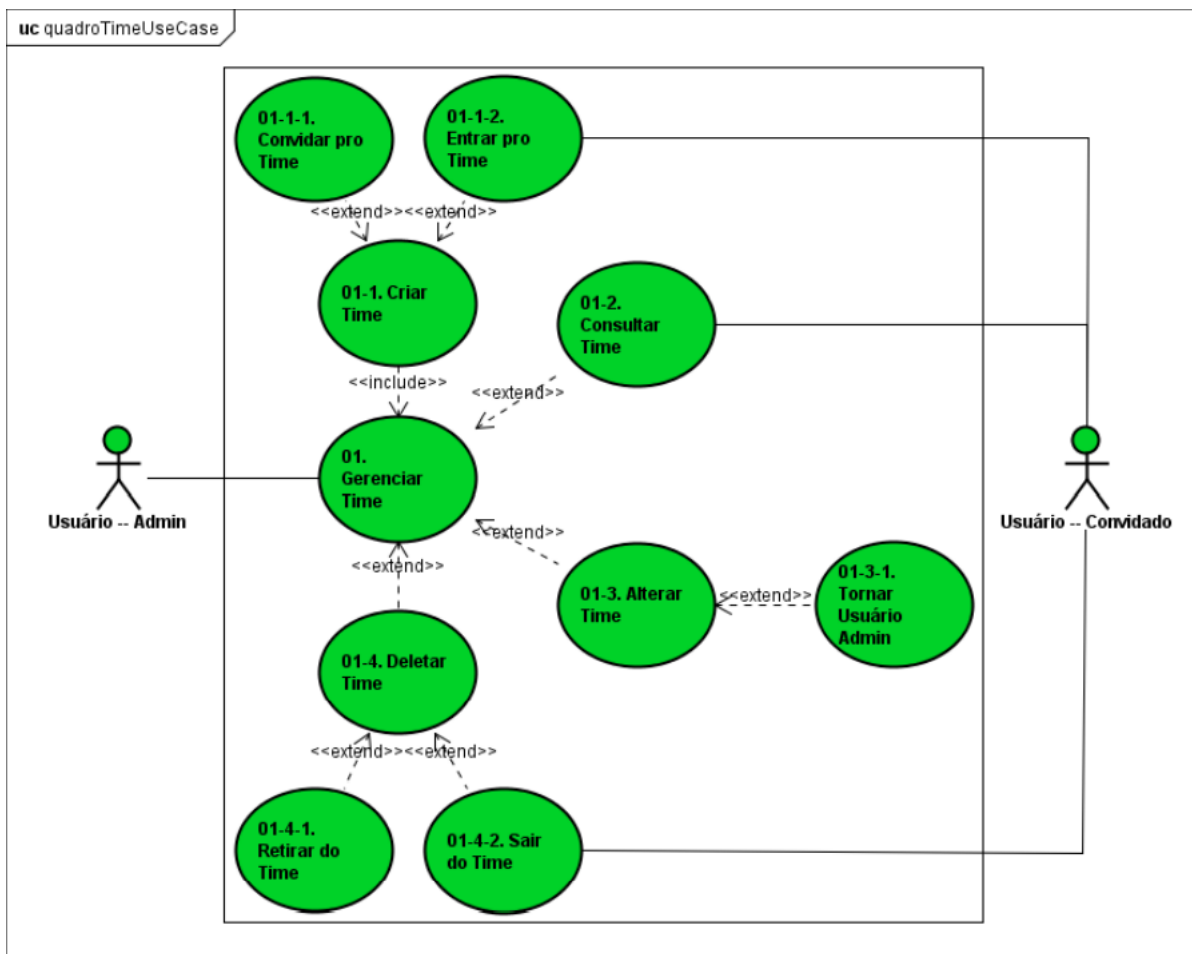 uc quadroTimeUseCase
01-1-1.
Convidar pro
Time
01-1-2.
Entrar pro
Time
<<extend>>
<<extend>>
01-1. Criar
Time
01-2.
Consultar
Time
<<include>>
<<extend>>
01.
Gerenciar
Time
Usuário -- Admin
Usuário -- Convidado
<<extend>>
<<extend>>
01-3. Alterar
Time
<<extend>>
01-3-1.
Tornar
Usuário
Admin
01-4. Deletar
Time
<<extend>>
<<extend>>
01-4-1.
Retirar do
Time
01-4-2. Sair
do Time